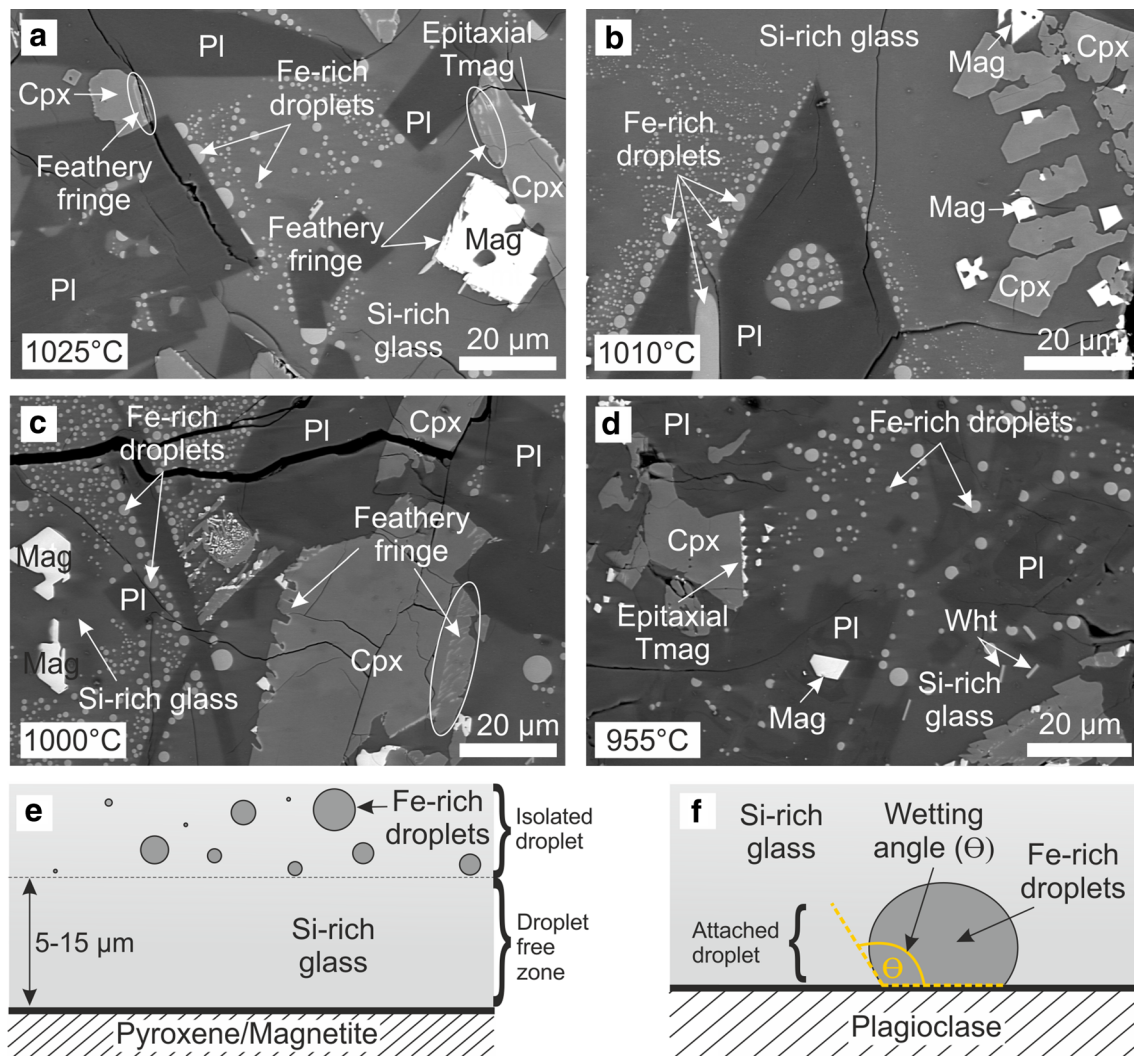 a
Pl
Fe-rich
droplets
Epitaxial
Tmag
Cpx
Pl
Feathery
fringe
Cpx
Feathery
fringe
Mag
Pl
Si-rich
glass
1025°C
20 µm
b
Si-rich glass
Mag
Cpx
Fe-rich
droplets
Mag
Cpx
Pl
1010°C
20 µm
c
Fe-rich
droplets
Pl
Cpx
Pl
Feathery
fringe
Mag
Pl
Mag
Cpx
Si-rich glass
1000°C
20 µm
d
Pl
Fe-rich droplets
Cpx
Pl
Epitaxial
Tmag
Pl
Wht
Mag
Si-rich
glass
955°C
20 µm
e
Fe-rich
droplets
Isolated
droplet
5-15 µm
Si-rich
glass
Droplet
free
zone
Pyroxene/Magnetite
f
Si-rich
glass
Wetting
angle (Θ)
Fe-rich
droplets
Attached
droplet
Θ
Plagioclase